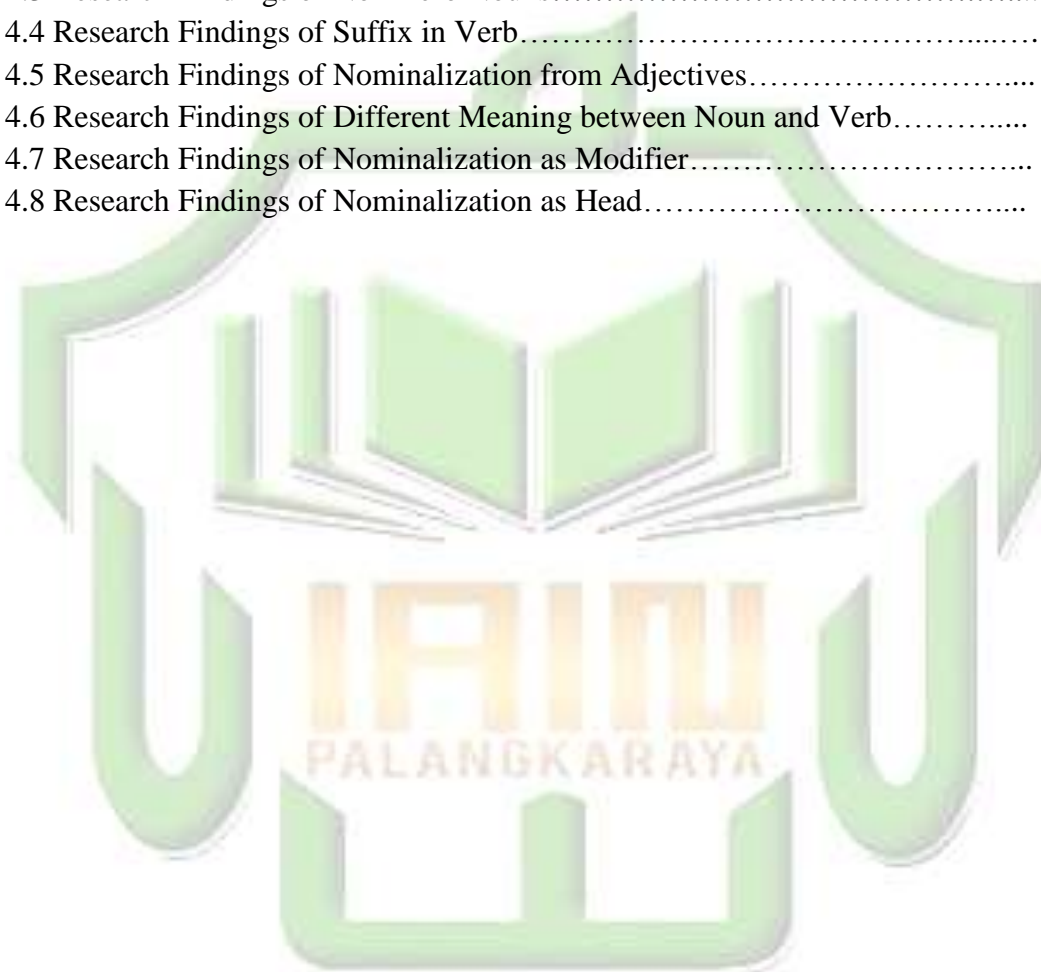 4.4 Research Findings of Suffix in Verb……………………………………....….
4.5 Research Findings of Nominalization from Adjectives……………………...
4.6 Research Findings of Different Meaning between Noun and Verb………......
4.7 Research Findings of Nominalization as Modifier…………………………..
4.8 Research Findings of Nominalization as Head……………………………....
IAIN
PALANGKARAYA